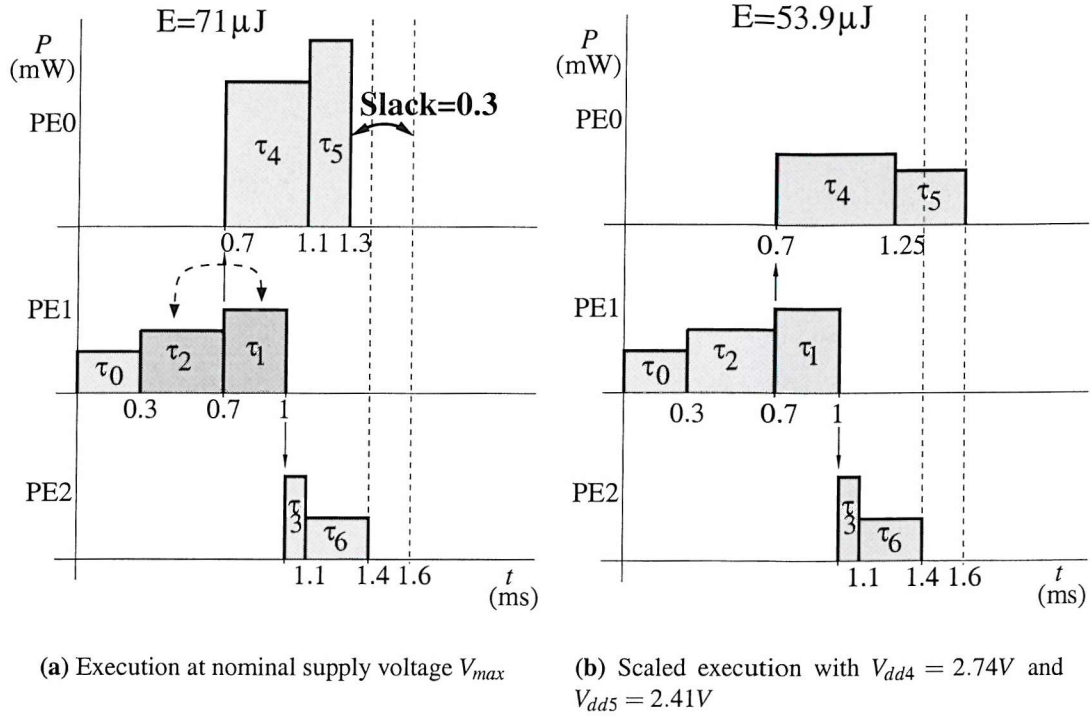 E=71μJ
P
(mW)
PE0
Slack=0.3
τ4
τ5
0.7
1.1
1.3
PE1
τ0
τ2
τ1
0.3
0.7
1
PE2
τ3
τ6
1.1
1.4
1.6
t
(ms)
(a) Execution at nominal supply voltage Vmax
E=53.9μJ
P
(mW)
PE0
τ4
τ5
0.7
1.25
PE1
τ0
τ2
τ1
0.3
0.7
1
PE2
τ3
τ6
1.1
1.4
1.6
t
(ms)
(b) Scaled execution with Vdd4 = 2.74V and
Vdd5 = 2.41V